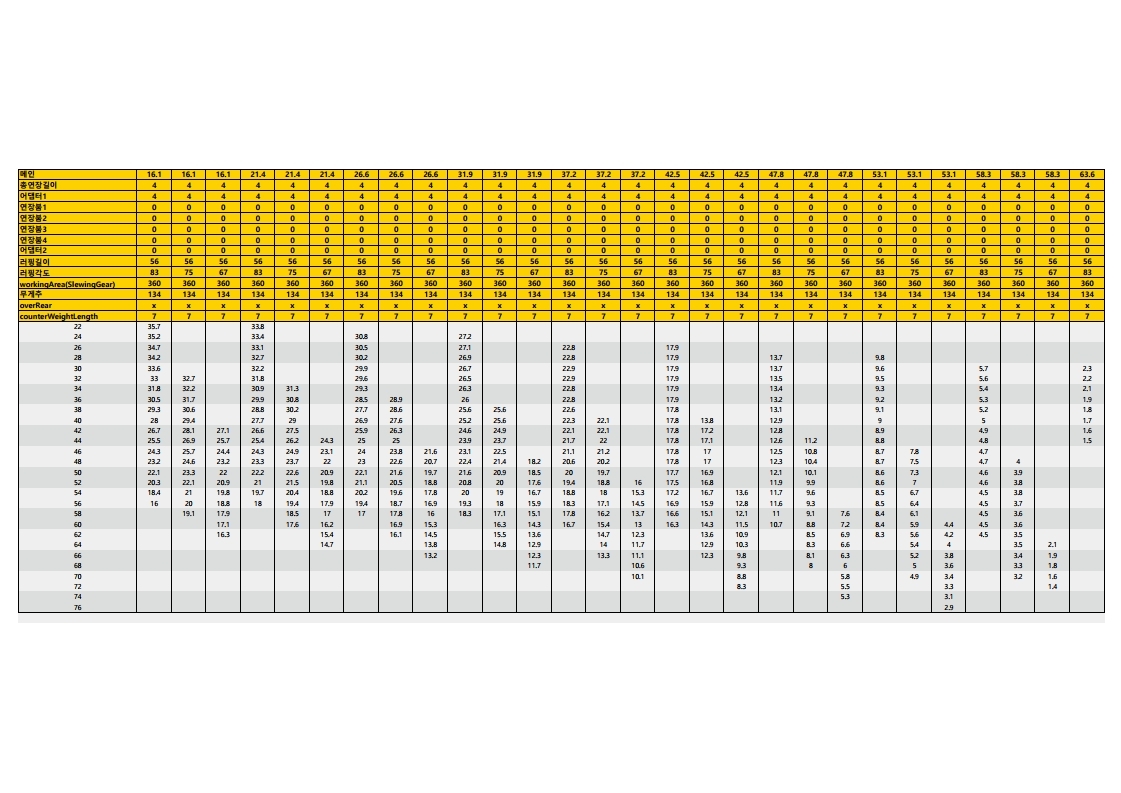 메인 16.1 16.1 16.1 21.4 21.4 21.4 26.6 26.6 26.6 31.9 31.9 31.9 37.2 37.2 37.2 42.5 42.5 42.5 47.8 47.8 47.8 53.1 53.1 53.1 58.3 58.3 58.3 63.6
총연장길이 4 4 4 4 4 4 4 4 4 4 4 4 4 4 4 4 4 4 4 4 4 4 4 4 4 4 4 4
어댑터1 4 4 4 4 4 4 4 4 4 4 4 4 4 4 4 4 4 4 4 4 4 4 4 4 4 4 4 4
연장붐1 0 0 0 0 0 0 0 0 0 0 0 0 0 0 0 0 0 0 0 0 0 0 0 0 0 0 0 0
연장붐2 0 0 0 0 0 0 0 0 0 0 0 0 0 0 0 0 0 0 0 0 0 0 0 0 0 0 0 0
연장붐3 0 0 0 0 0 0 0 0 0 0 0 0 0 0 0 0 0 0 0 0 0 0 0 0 0 0 0 0
연장붐4 0 0 0 0 0 0 0 0 0 0 0 0 0 0 0 0 0 0 0 0 0 0 0 0 0 0 0 0
어댑터2 0 0 0 0 0 0 0 0 0 0 0 0 0 0 0 0 0 0 0 0 0 0 0 0 0 0 0 0
러핑길이 56 56 56 56 56 56 56 56 56 56 56 56 56 56 56 56 56 56 56 56 56 56 56 56 56 56 56 56
러핑각도 83 75 67 83 75 67 83 75 67 83 75 67 83 75 67 83 75 67 83 75 67 83 75 67 83 75 67 83
workingArea(SlewingGear) 360 360 360 360 360 360 360 360 360 360 360 360 360 360 360 360 360 360 360 360 360 360 360 360 360 360 360 360
무게추 134 134 134 134 134 134 134 134 134 134 134 134 134 134 134 134 134 134 134 134 134 134 134 134 134 134 134 134
overRear x x x x x x x x x x x x x x x x x x x x x x x x x x x x
counterWeightLength 7 7 7 7 7 7 7 7 7 7 7 7 7 7 7 7 7 7 7 7 7 7 7 7 7 7 7 7
22 35.7 33.8
24 35.2 33.4 30.8 27.2
26 34.7 33.1 30.5 27.1 22.8 17.9
28 34.2 32.7 30.2 26.9 22.8 17.9 13.7 9.8
30 33.6 32.2 29.9 26.7 22.9 17.9 13.7 9.6 5.7 2.3
32 33 32.7 31.8 29.6 26.5 22.9 17.9 13.5 9.5 5.6 2.2
34 31.8 32.2 30.9 31.3 29.3 26.3 22.8 17.9 13.4 9.3 5.4 2.1
36 30.5 31.7 29.9 30.8 28.5 28.9 26 22.8 17.9 13.2 9.2 5.3 1.9
38 29.3 30.6 28.8 30.2 27.7 28.6 25.6 25.6 22.6 17.8 13.1 9.1 5.2 1.8
40 28 29.4 27.7 29 26.9 27.6 25.2 25.6 22.3 22.1 17.8 13.8 12.9 9 5 1.7
42 26.7 28.1 27.1 26.6 27.5 25.9 26.3 24.6 24.9 22.1 22.1 17.8 17.2 12.8 8.9 4.9 1.6
44 25.5 26.9 25.7 25.4 26.2 24.3 25 25 23.9 23.7 21.7 22 17.8 17.1 12.6 11.2 8.8 4.8 1.5
46 24.3 25.7 24.4 24.3 24.9 23.1 24 23.8 21.6 23.1 22.5 21.1 21.2 17.8 17 12.5 10.8 8.7 7.8 4.7
48 23.2 24.6 23.2 23.3 23.7 22 23 22.6 20.7 22.4 21.4 18.2 20.6 20.2 17.8 17 12.3 10.4 8.7 7.5 4.7 4
50 22.1 23.3 22 22.2 22.6 20.9 22.1 21.6 19.7 21.6 20.9 18.5 20 19.7 17.7 16.9 12.1 10.1 8.6 7.3 4.6 3.9
52 20.3 22.1 20.9 21 21.5 19.8 21.1 20.5 18.8 20.8 20 17.6 19.4 18.8 16 17.5 16.8 11.9 9.9 8.6 7 4.6 3.8
54 18.4 21 19.8 19.7 20.4 18.8 20.2 19.6 17.8 20 19 16.7 18.8 18 15.3 17.2 16.7 13.6 11.7 9.6 8.5 6.7 4.5 3.8
56 16 20 18.8 18 19.4 17.9 19.4 18.7 16.9 19.3 18 15.9 18.3 17.1 14.5 16.9 15.9 12.8 11.6 9.3 8.5 6.4 4.5 3.7
58 19.1 17.9 18.5 17 17 17.8 16 18.3 17.1 15.1 17.8 16.2 13.7 16.6 15.1 12.1 11 9.1 7.6 8.4 6.1 4.5 3.6
60 17.1 17.6 16.2 16.9 15.3 16.3 14.3 16.7 15.4 13 16.3 14.3 11.5 10.7 8.8 7.2 8.4 5.9 4.4 4.5 3.6
62 16.3 15.4 16.1 14.5 15.5 13.6 14.7 12.3 13.6 10.9 8.5 6.9 8.3 5.6 4.2 4.5 3.5
64 14.7 13.8 14.8 12.9 14 11.7 12.9 10.3 8.3 6.6 5.4 4 3.5 2.1
66 13.2 12.3 13.3 11.1 12.3 9.8 8.1 6.3 5.2 3.8 3.4 1.9
68 11.7 10.6 9.3 8 6 5 3.6 3.3 1.8
70 10.1 8.8 5.8 4.9 3.4 3.2 1.6
72 8.3 5.5 3.3 1.4
74 5.3 3.1
76 2.9